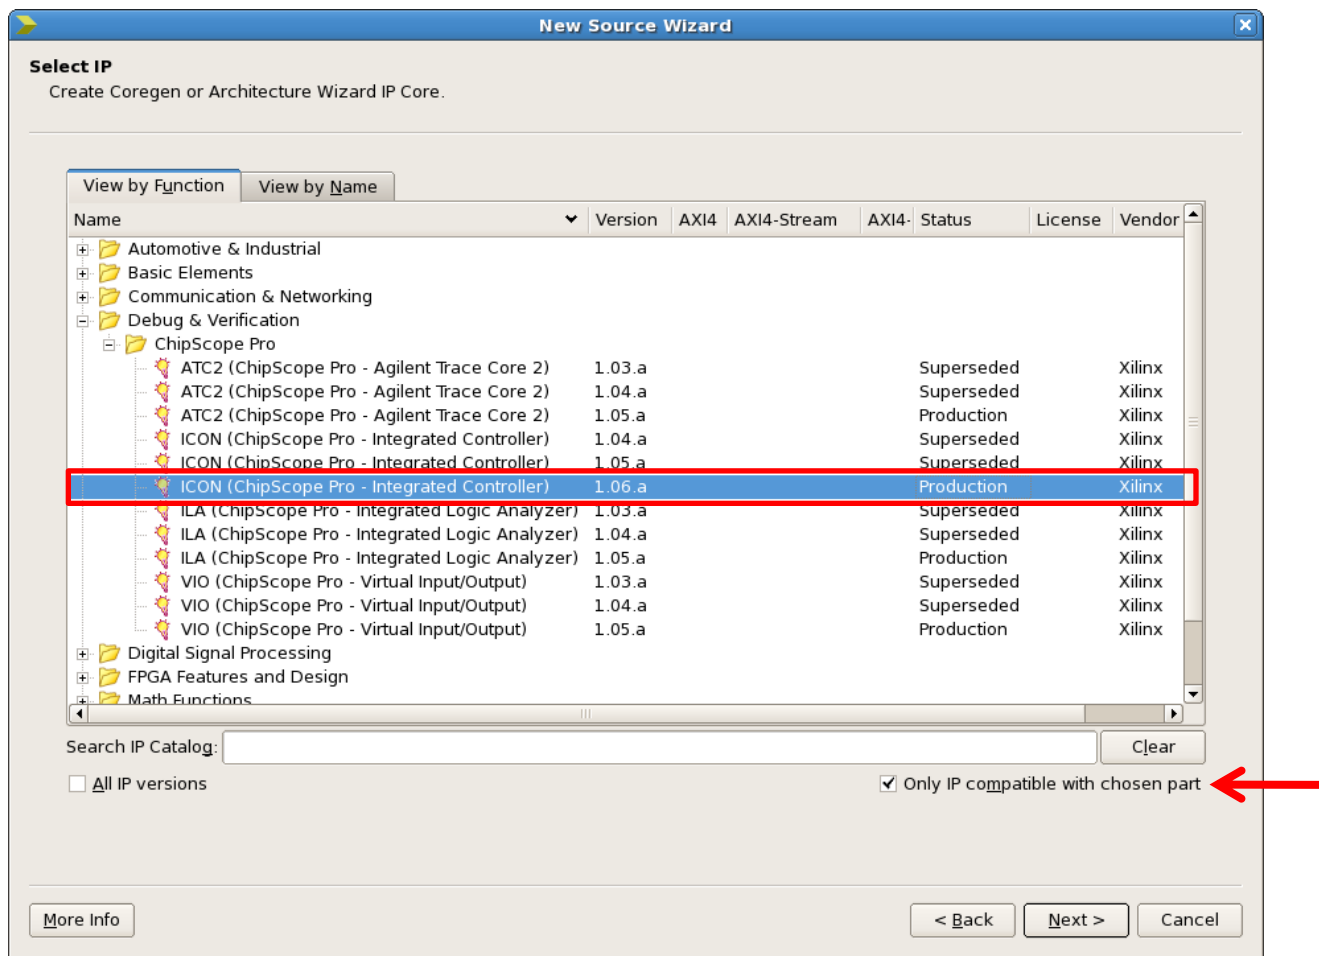 New Source Wizard
Select IP
Create Coregen or Architecture Wizard IP Core.
View by Function View by Name
Name Version AXI4 AXI4-Stream AXI4- Status License Vendor
Automotive & Industrial
Basic Elements
Communication & Networking
Debug & Verification
ChipScope Pro
ATC2 (ChipScope Pro - Agilent Trace Core 2) 1.03.a Superseded Xilinx
ATC2 (ChipScope Pro - Agilent Trace Core 2) 1.04.a Superseded Xilinx
ATC2 (ChipScope Pro - Agilent Trace Core 2) 1.05.a Production Xilinx
ICON (ChipScope Pro - Integrated Controller) 1.04.a Superseded Xilinx
ICON (ChipScope Pro - Integrated Controller) 1.05.a Superseded Xilinx
ICON (ChipScope Pro - Integrated Controller) 1.06.a Production Xilinx
ILA (ChipScope Pro - Integrated Logic Analyzer) 1.03.a Superseded Xilinx
ILA (ChipScope Pro - Integrated Logic Analyzer) 1.04.a Superseded Xilinx
ILA (ChipScope Pro - Integrated Logic Analyzer) 1.05.a Production Xilinx
VIO (ChipScope Pro - Virtual Input/Output) 1.03.a Superseded Xilinx
VIO (ChipScope Pro - Virtual Input/Output) 1.04.a Superseded Xilinx
VIO (ChipScope Pro - Virtual Input/Output) 1.05.a Production Xilinx
Digital Signal Processing
FPGA Features and Design
Math Functions
Search IP Catalog: Clear
All IP versions Only IP compatible with chosen part
More Info < Back Next > Cancel